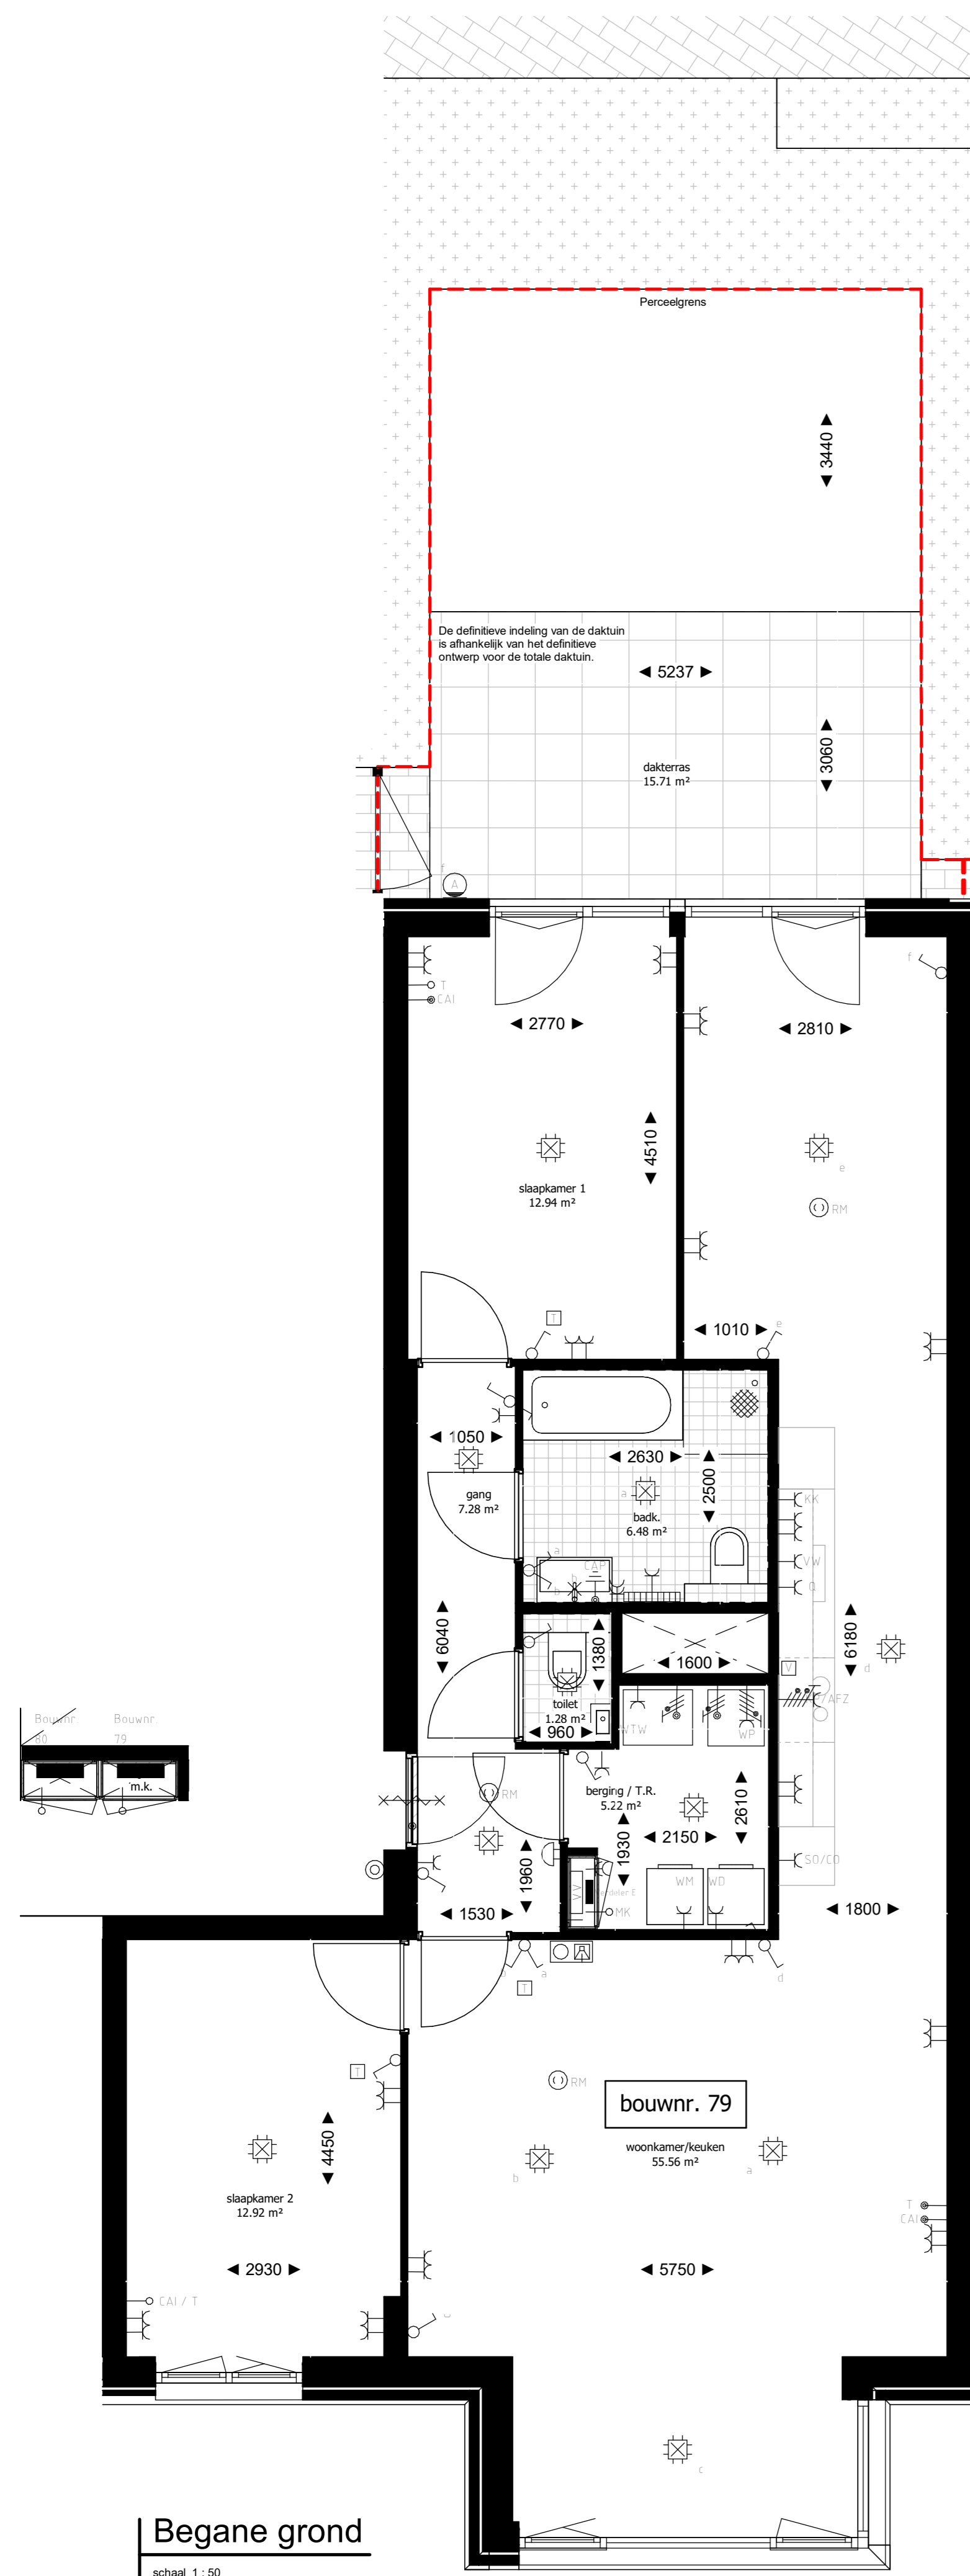 Perceelgrens
3440
De definitieve indeling van de daktuin
is afhankelijk van het definitieve
ontwerp voor de totale daktuin.
5237
3060
dakterras
15.71 m²
f
A
T
CAI
f
2770
2810
4510
e
slaapkamer 1
12.94 m²
RM
T
1010
e
1050
2630
2500
gang
7.28 m²
a
badk.
6.48 m²
KK
VW
Q
a
b
CAP
b
6040
1380
1600
6180
d
V
AFZ
toilet
1.28 m²
960
WTW
WP
Bouwnr
80
Bouwnr
79
m.k.
RM
berging / T.R.
5.22 m²
2610
2150
1930
1960
SO/CO
WM
WD
VV
MK
1530
1800
a
d
T
RM
bouwnr. 79
T
4450
woonkamer/keuken
55.56 m²
b
a
slaapkamer 2
12.92 m²
T
CAI
2930
5750
CAI / T
c
Begane grond
schaal 1 : 50